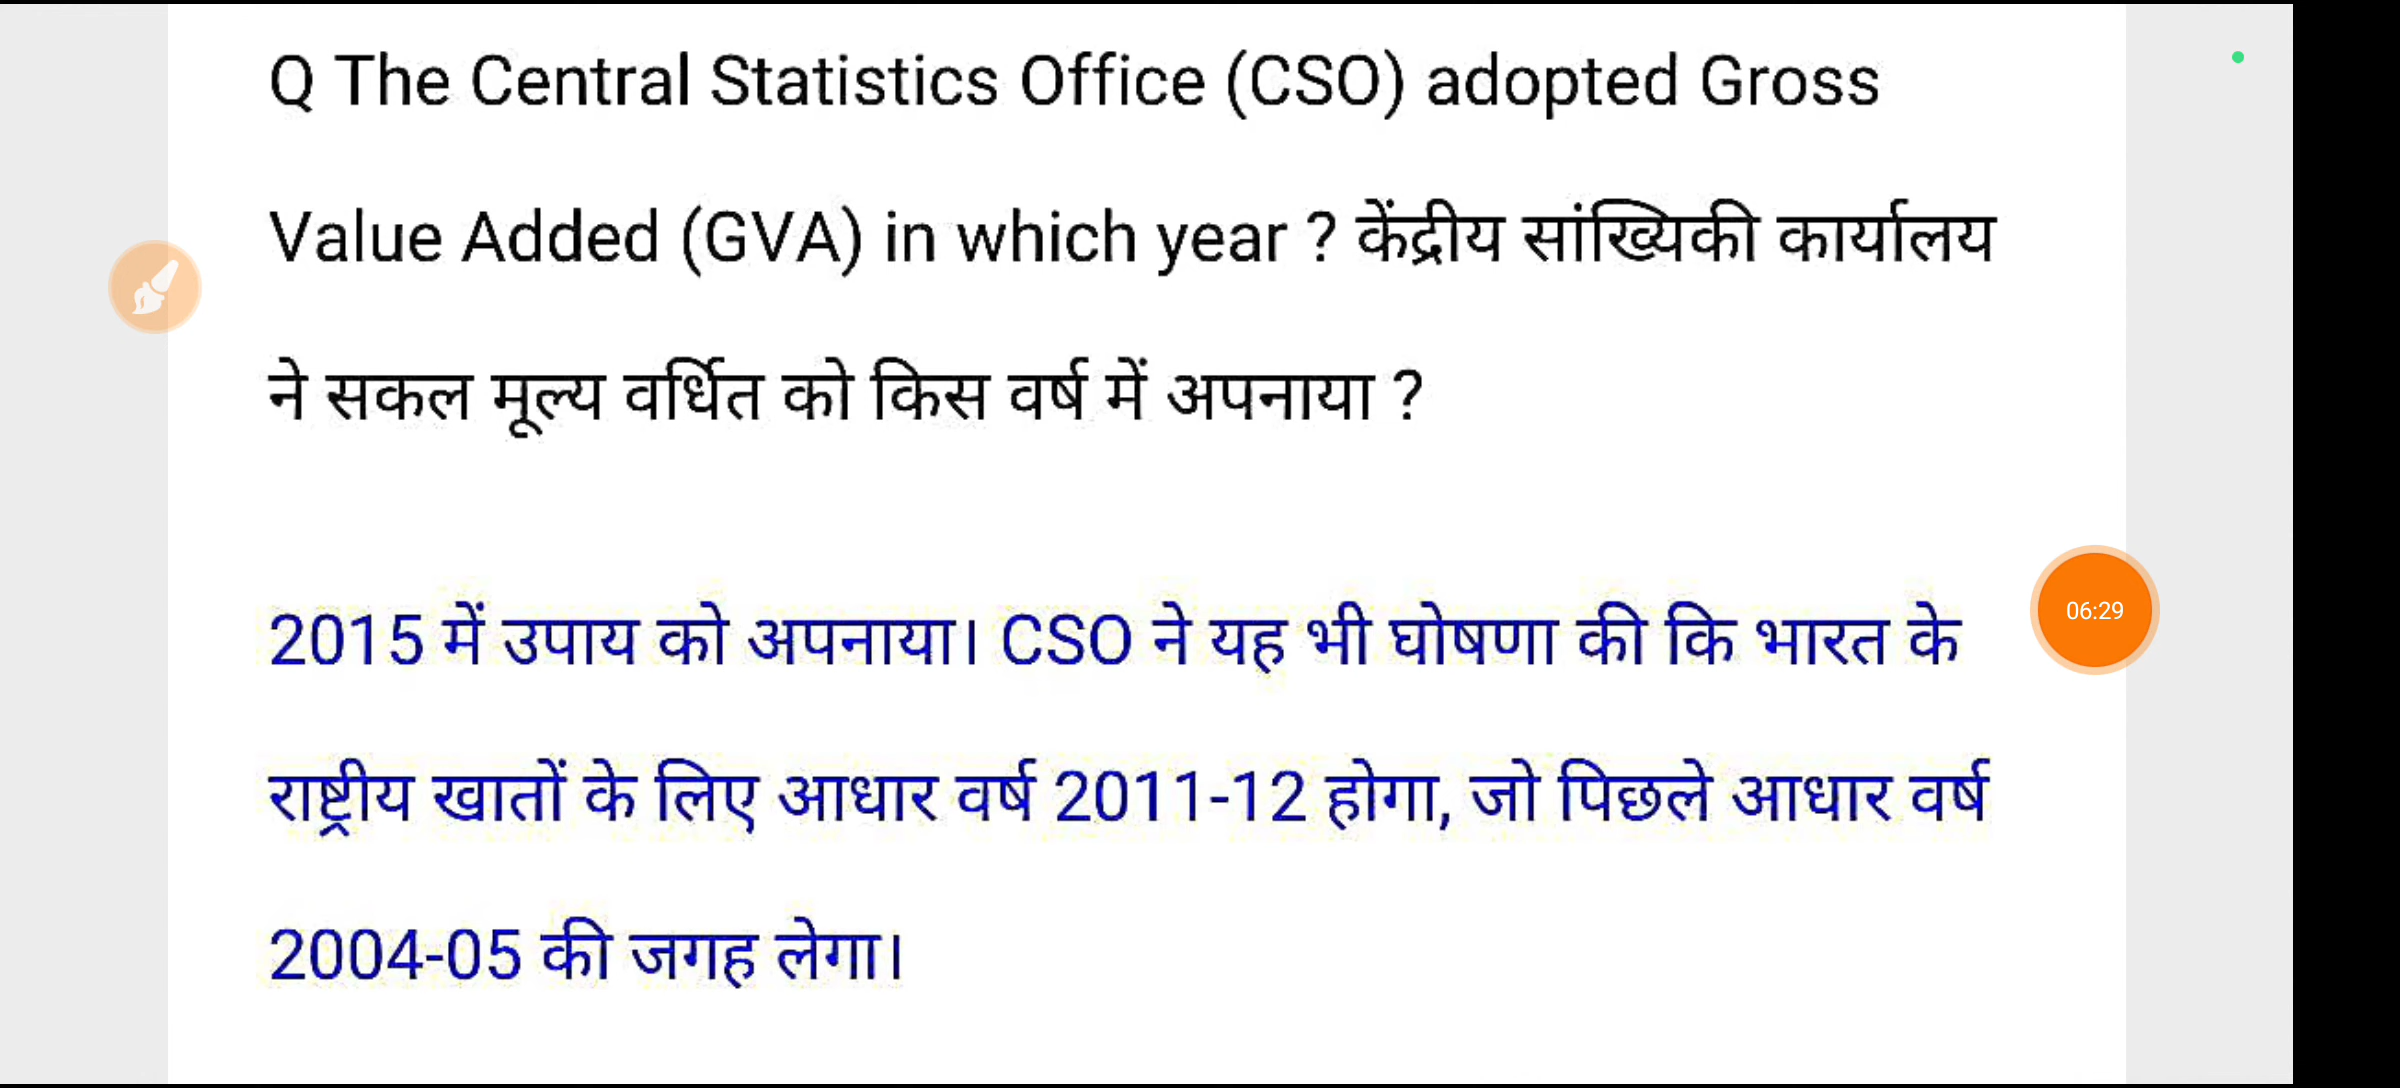 Q The Central Statistics Office (CSO) adopted Gross
Value Added (GVA) in which year ? केंद्रीय सांख्यिकी कार्यालय
ने सकल मूल्य वर्धित को किस वर्ष में अपनाया ?
2015 में उपाय को अपनाया। CSO ने यह भी घोषणा की कि भारत के
06:29
राष्ट्रीय खातों के लिए आधार वर्ष 2011-12 होगा, जो पिछले आधार वर्ष
2004-05 की जगह लेगा।